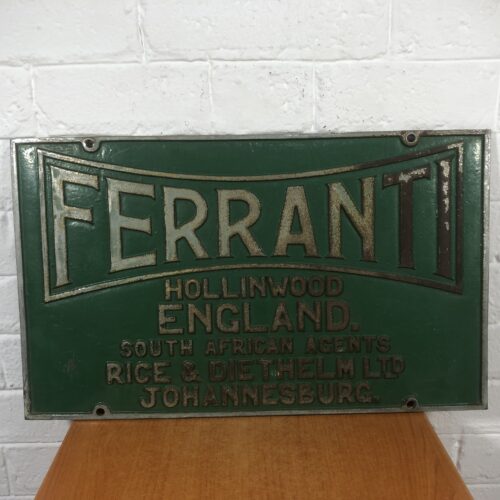 FERRANTI
HOLLINWOOD
ENGLAND.
SOUTH AFRICAN AGENTS
RICE & DIETHELM LTD
JOHANNESBURG.